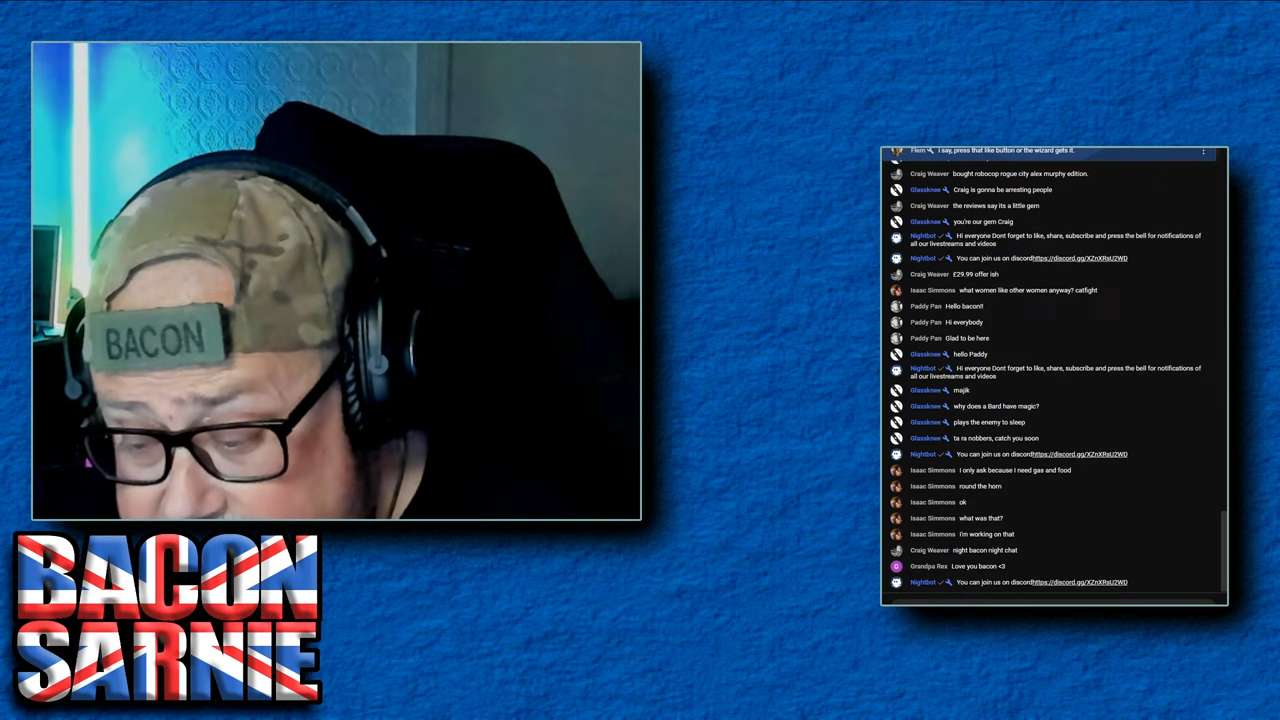 BACON
BACON
SARNIE
Flem i say, press that like button or the wizard gets it.
Craig Weaver bought robocop rogue city alex murphy edition.
Glassknee Craig is gonna be arresting people
Craig Weaver the reviews say its a little gem
Glassknee you're our gem Craig
Nightbot Hi everyone Dont forget to like, share, subscribe and press the bell for notifications of
all our livestreams and videos
Nightbot You can join us on discordhttps://discord.gg/XZnXRsU2WD
Craig Weaver £29.99 offer ish
Isaac Simmons what women like other women anyway? catfight
Paddy Pan Hello bacon!!
Paddy Pan Hi everybody
Paddy Pan Glad to be here
Glassknee hello Paddy
Nightbot Hi everyone Dont forget to like, share, subscribe and press the bell for notifications of
all our livestreams and videos
Glassknee majik
Glassknee why does a Bard have magic?
Glassknee plays the enemy to sleep
Glassknee ta ra nobbers, catch you soon
Nightbot You can join us on discordhttps://discord.gg/XZnXRsU2WD
Isaac Simmons I only ask because I need gas and food
Isaac Simmons round the horn
Isaac Simmons ok
Isaac Simmons what was that?
Isaac Simmons I'm working on that
Craig Weaver night bacon night chat
G Grandpa Rex Love you bacon <3
Nightbot You can join us on discordhttps://discord.gg/XZnXRsU2WD